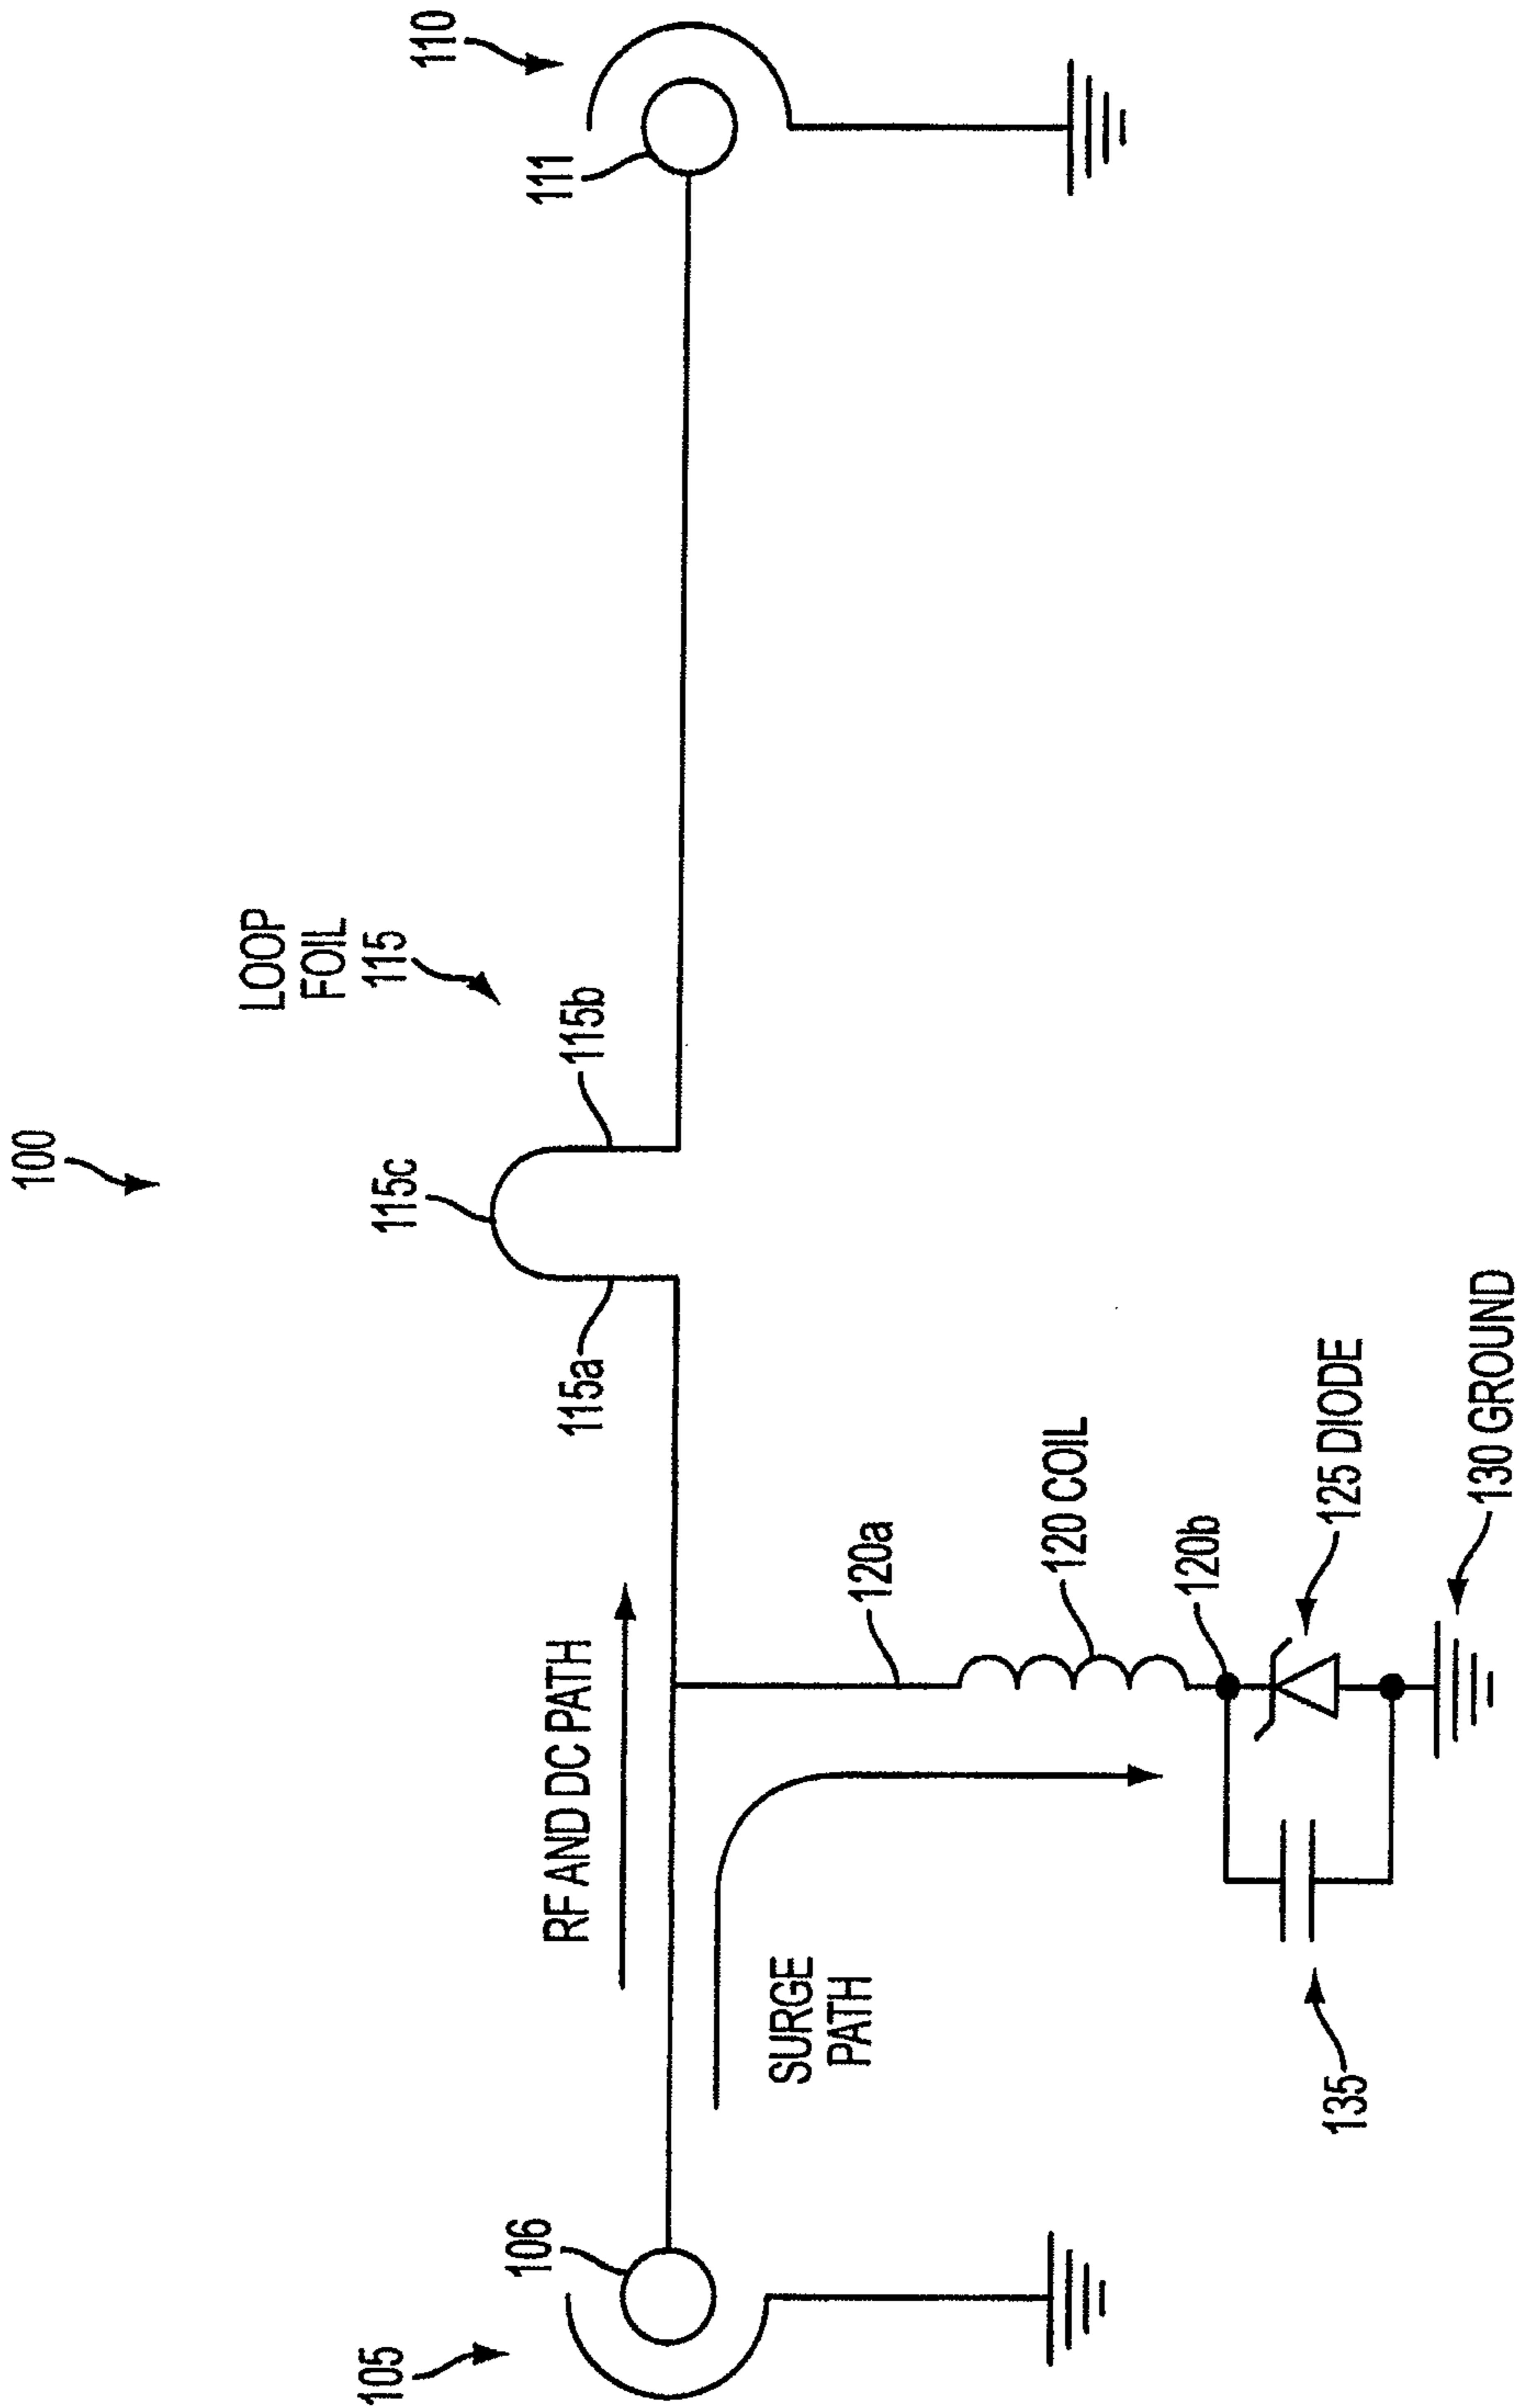 100
LOOP
FOIL
115
110
111
115c
115b
115a
RF AND DC PATH
106
105
SURGE
PATH
120a
120 COIL
120b
125 DIODE
130 GROUND
135